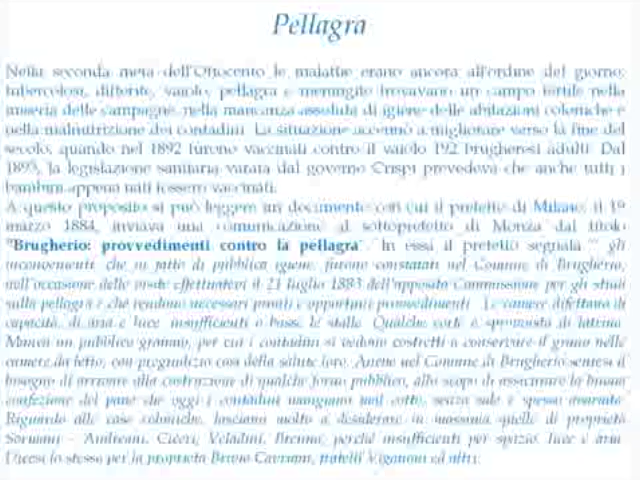 Pellagra
Nella seconda metà dell'Ottocento le malattie erano ancora all'ordine del giorno:
tubercolosi, difterite, vaiolo, pellagra e meningite trovavano un campo fertile nella
miseria delle campagne, nella mancanza assoluta di igiene delle abitazioni coloniche e
nella malnutrizione dei contadini. La situazione accennò a migliorare verso la fine del
secolo, quando nel 1892 furono vaccinati contro il vaiolo 192 brugheresi adulti. Dal
1895, la legislazione sanitaria varata dal governo Crispi prevedeva che anche tutti i
bambini appena nati fossero vaccinati.
A questo proposito si può leggere un documento con cui il prefetto di Milano, il 19
marzo 1884, inviava una comunicazione al sottoprefetto di Monza dal titolo
"Brugherio: provvedimenti contro la pellagra". In essa il prefetto segnala " gli
inconvenienti che in fatto di pubblica igiene, furono constatati nel Comune di Brugherio,
nell'occasione delle visite effettuatevi il 21 luglio 1883 dell'apposita Commissione per gli studi
sulla pellagra e che rendono necessari pronti e opportuni provvedimenti. Le camere difettano di
capacità, di aria e luce insufficienti e basse le stalle. Qualche corte è sprovvista di latrina.
Manca un pubblico granaio, per cui i contadini si vedono costretti a conservare il grano nelle
camere da letto, con pregiudizio così della salute loro. Anche nel Comune di Brugherio sentesi il
bisogno di arrivare alla costruzione di qualche forno pubblico, allo scopo di assicurare la buona
confezione del pane che oggi i contadini mangiano mal cotto, senza sale e spesso avariato.
Riguardo alle case coloniche, lasciano molto a desiderare in massima quelle di proprietà
Sormani - Andreani, Ciceri, Veladini, Brenna, perché insufficienti per spazio, luce e aria.
Dicesi lo stesso per la proprietà Bruno Cavriani, fratelli Viganoni ed altri.